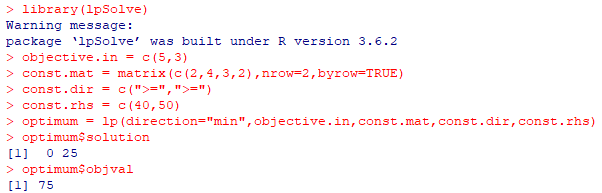 > library(lpSolve)
Warning message:
package ‘lpSolve’ was built under R version 3.6.2
> objective.in = c(5,3)
> const.mat = matrix(c(2,4,3,2),nrow=2,byrow=TRUE)
> const.dir = c(">=",">=")
> const.rhs = c(40,50)
> optimum = lp(direction="min",objective.in,const.mat,const.dir,const.rhs)
> optimum$solution
[1]  0 25
> optimum$objval
[1] 75